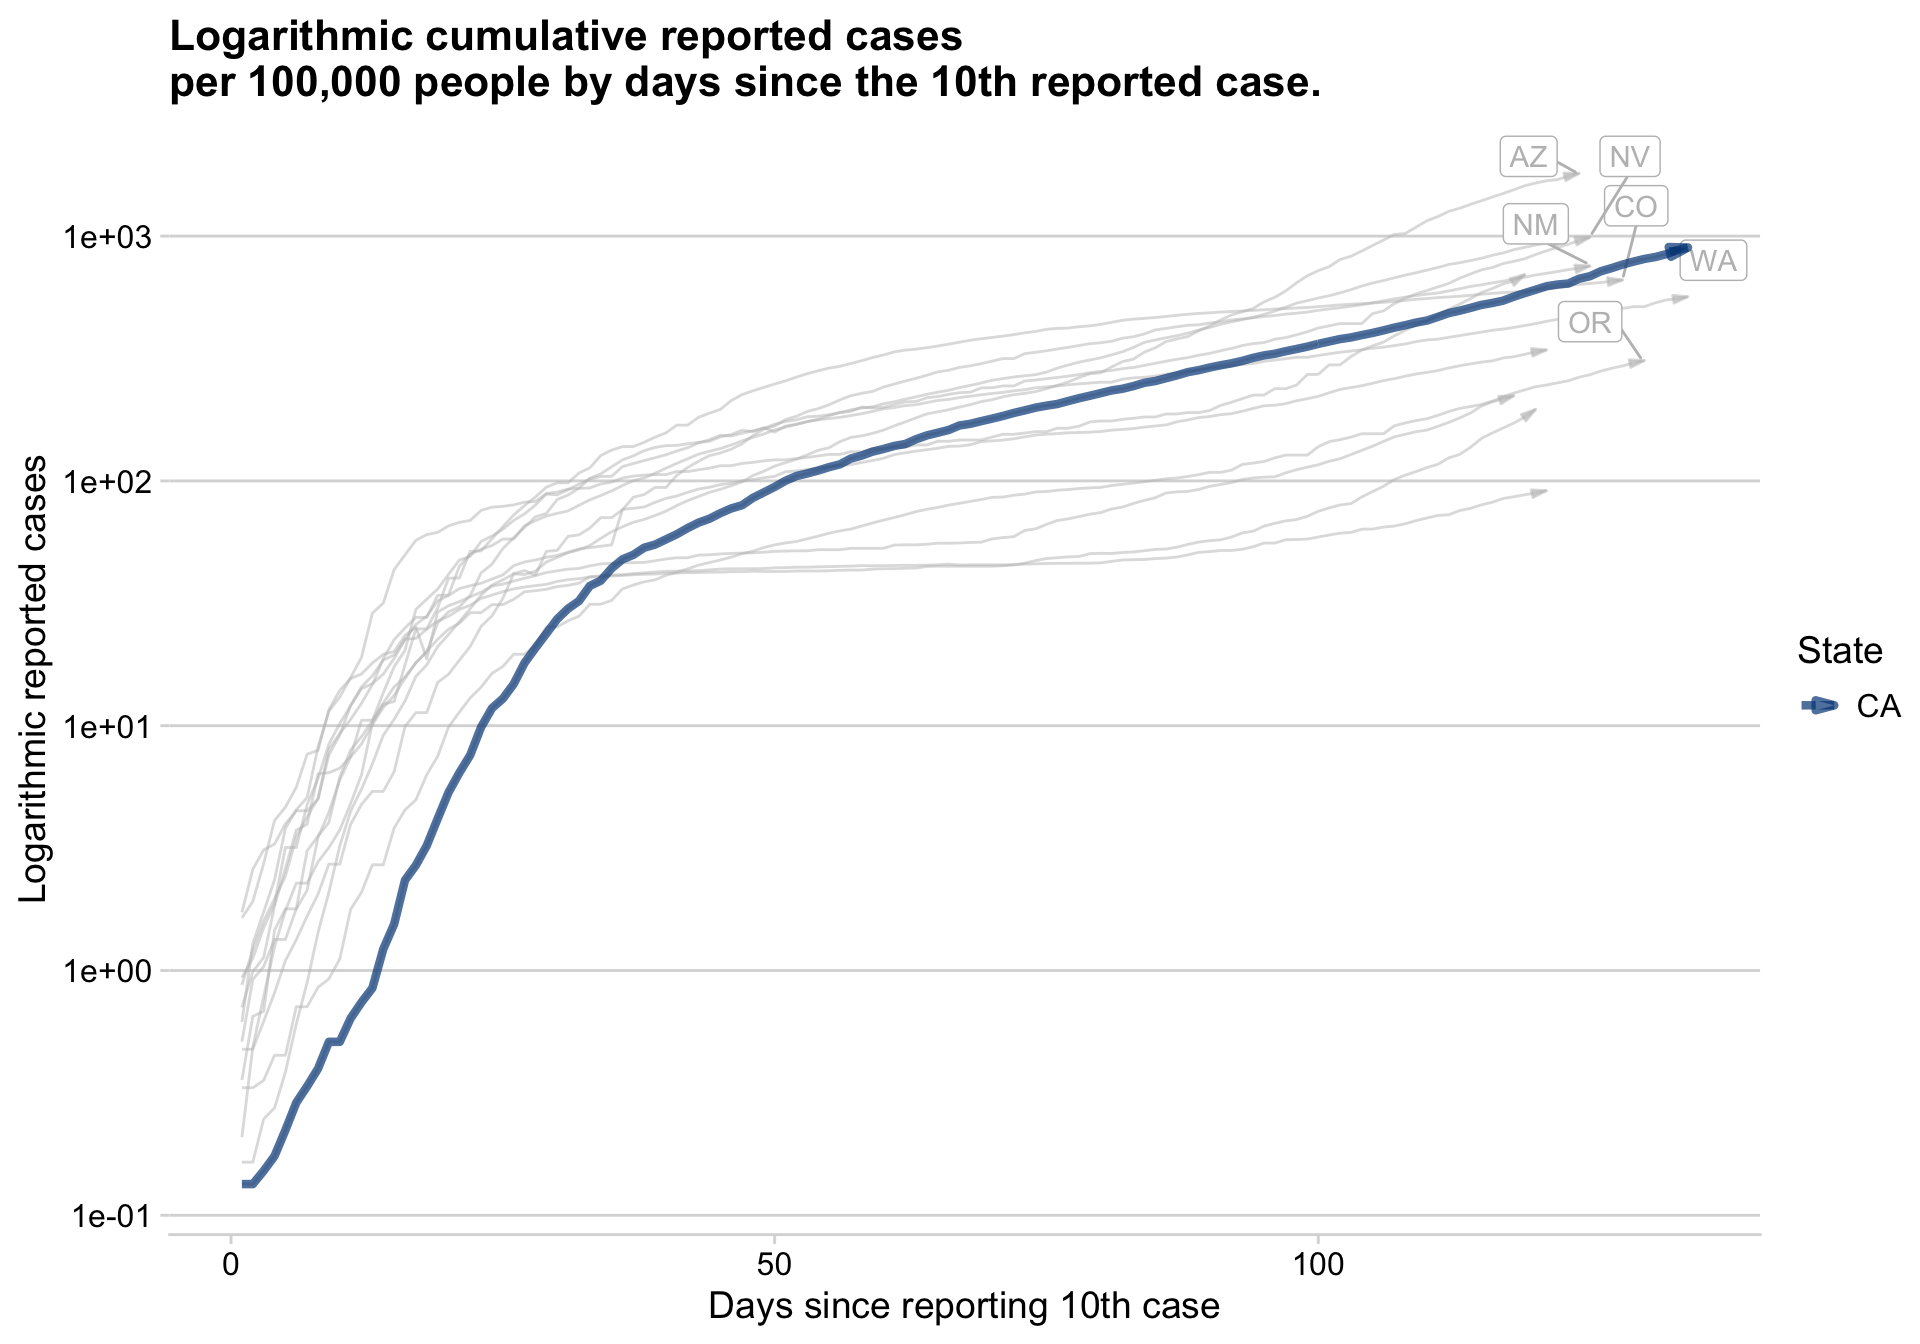 Logarithmic cumulative reported cases
per 100,000 people by days since the 10th reported case.
AZ
NV
CO
NM
WA
OR
1e+03
1e+02
1e+01
1e+00
1e-01
Logarithmic reported cases
0
50
100
Days since reporting 10th case
State
CA